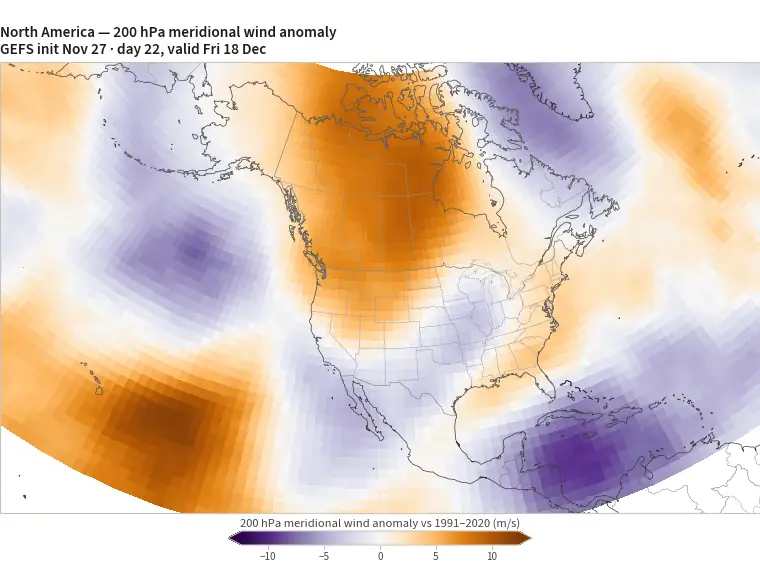 North America — 200 hPa meridional wind anomaly
GEFS init Nov 27 · day 22, valid Fri 18 Dec
200 hPa meridional wind anomaly vs 1991–2020 (m/s)
−10 −5 0 5 10